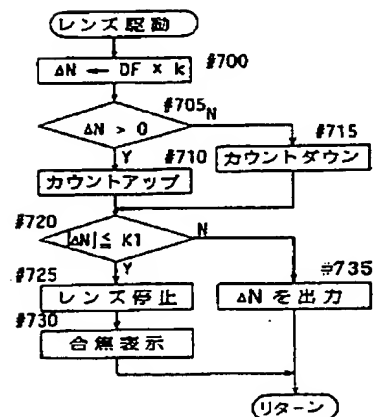 レンズ駆動
ΔN ← DF × k #700
#705
ΔN > 0
N
Y
#710
カウントアップ
#715
カウントダウン
#720
|ΔN|≦ K1
N
Y
#725
レンズ停止
#730
合焦表示
#735
ΔN を出力
リターン